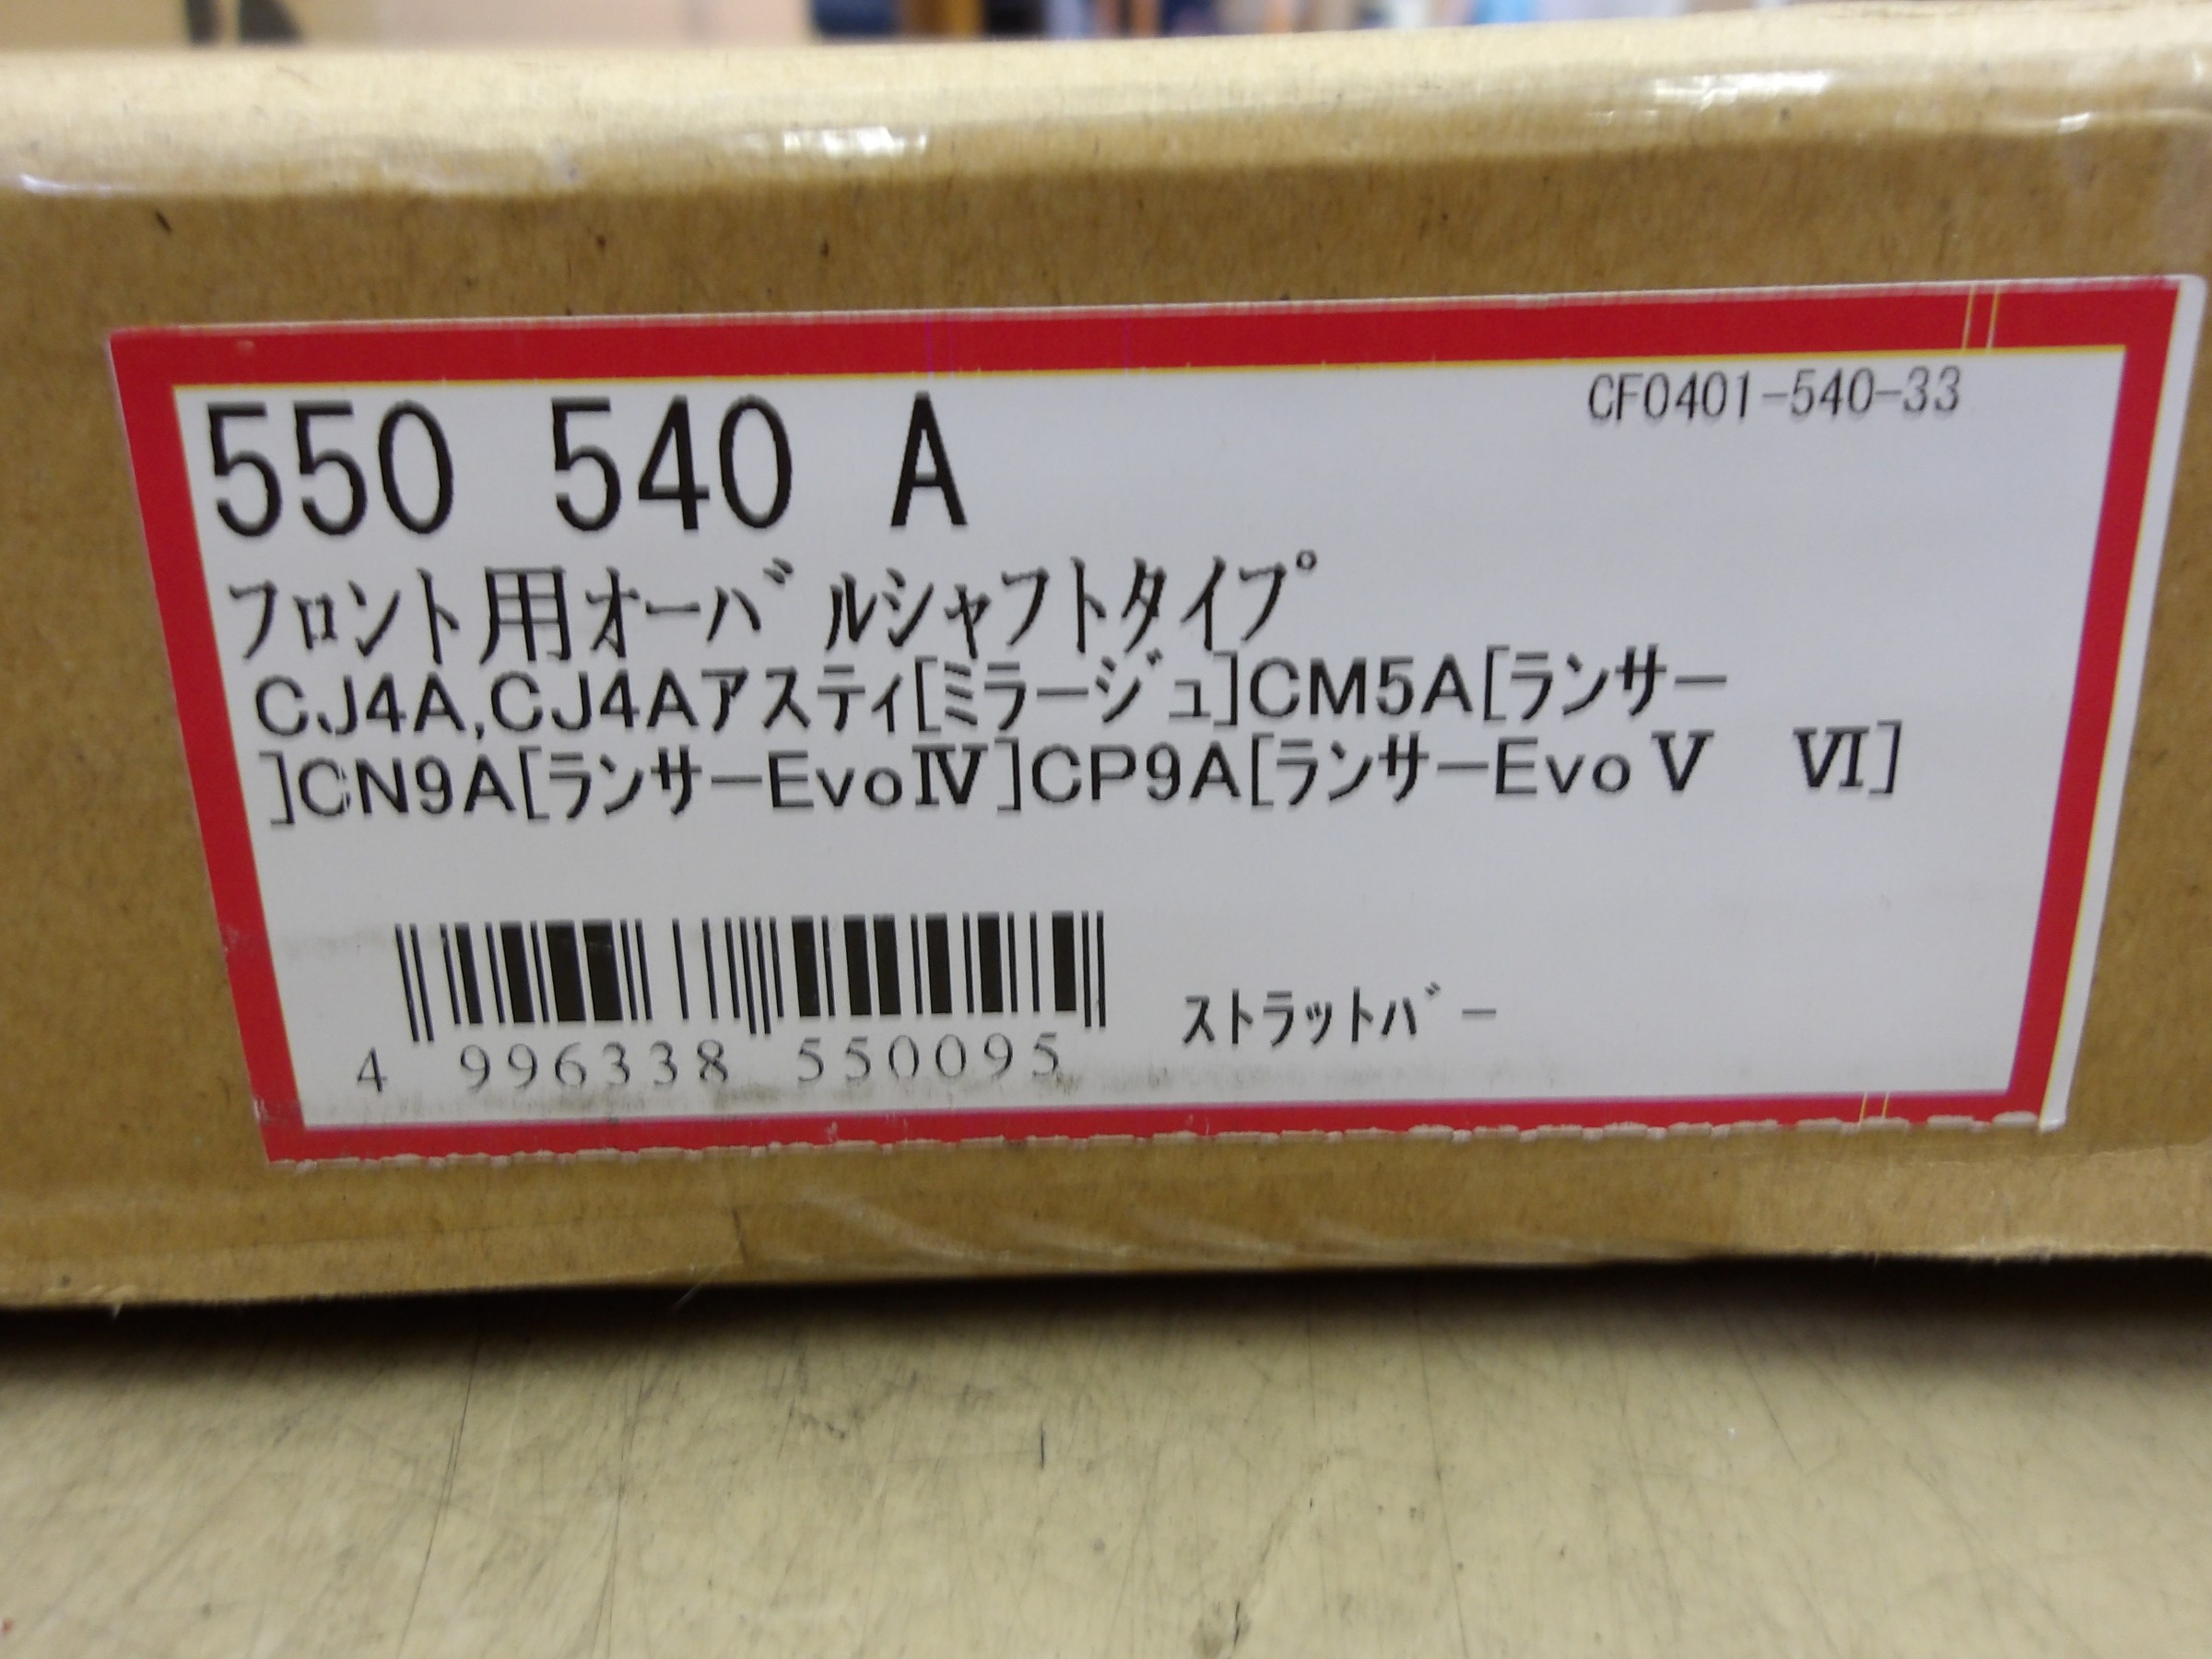 550 540 A
CF0401-540-33
フロント用オーバルシャフトタイプ
CJ4A,CJ4Aアスティ[ミラージュ]CM5A[ランサー
]CN9A[ランサーEvoⅣ]CP9A[ランサーEvoⅤ　Ⅵ]
4 996338 550095
ストラットバー